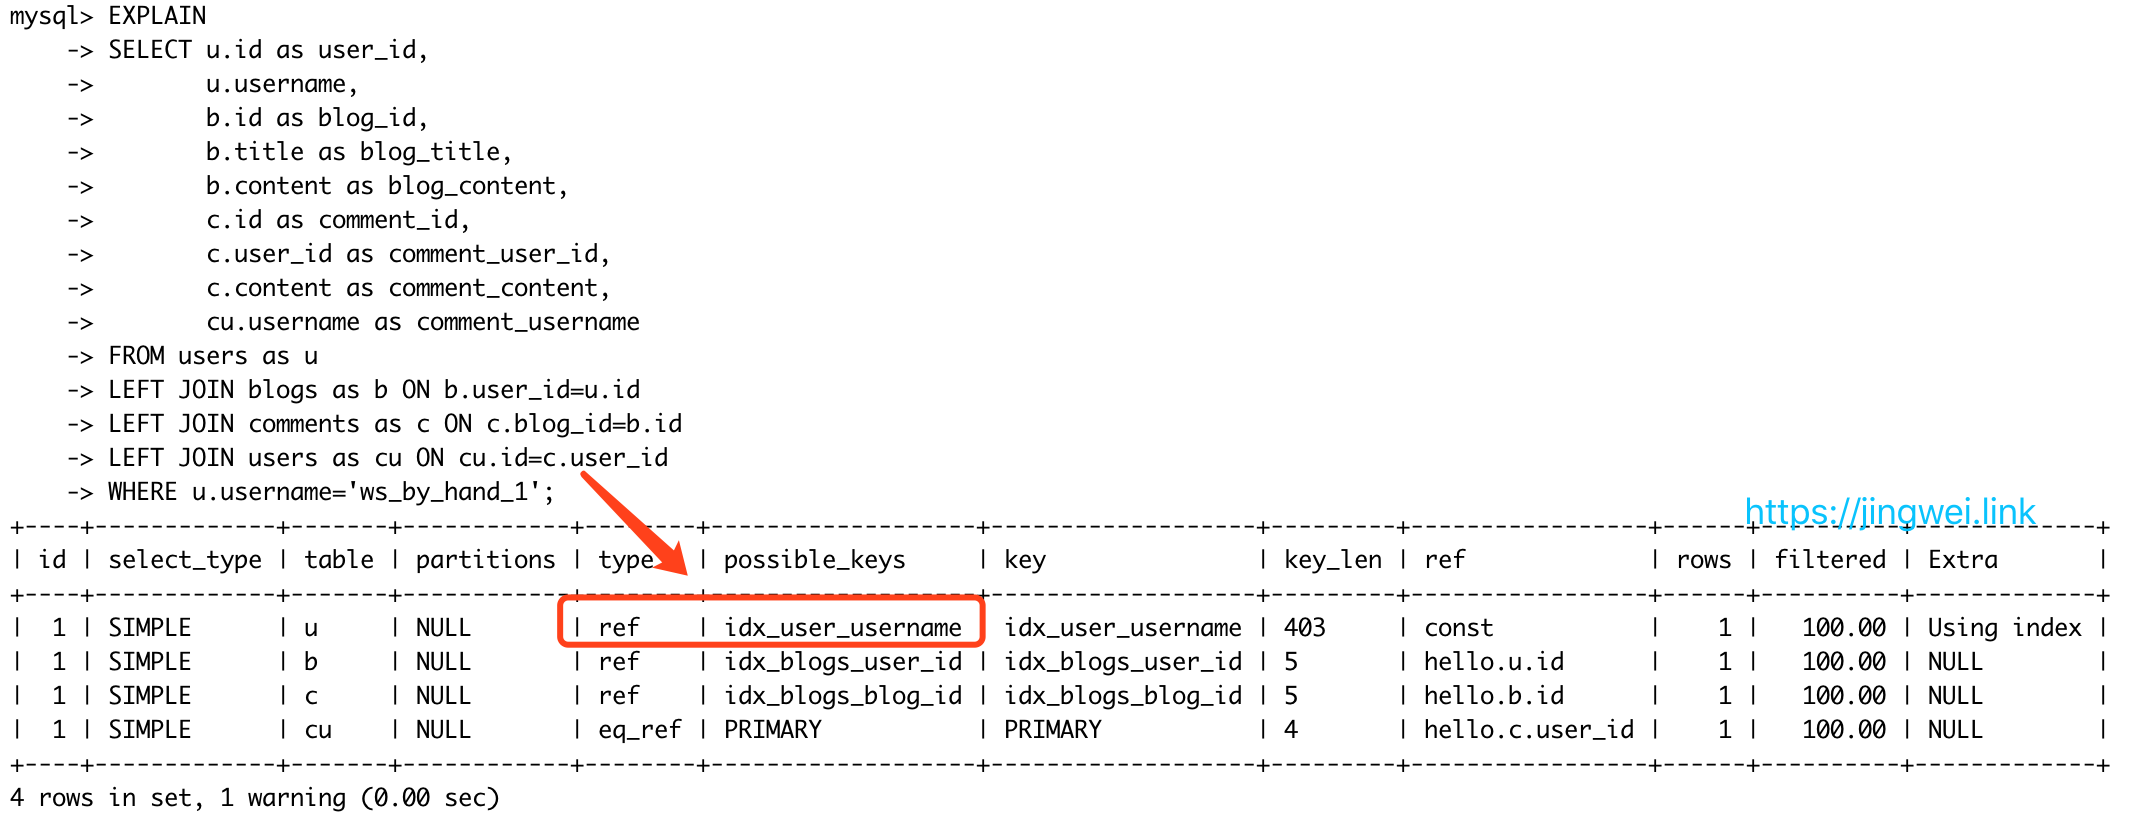 mysql> EXPLAIN
    -> SELECT u.id as user_id,
    ->        u.username,
    ->        b.id as blog_id,
    ->        b.title as blog_title,
    ->        b.content as blog_content,
    ->        c.id as comment_id,
    ->        c.user_id as comment_user_id,
    ->        c.content as comment_content,
    ->        cu.username as comment_username
    -> FROM users as u
    -> LEFT JOIN blogs as b ON b.user_id=u.id
    -> LEFT JOIN comments as c ON c.blog_id=b.id
    -> LEFT JOIN users as cu ON cu.id=c.user_id
    -> WHERE u.username='ws_by_hand_1';
https://jingwei.link
+----+-------------+-------+------------+--------+-------------------+-------------------+---------+-----------------+------+----------+-------------+
| id | select_type | table | partitions | type   | possible_keys     | key               | key_len | ref             | rows | filtered | Extra       |
+----+-------------+-------+------------+--------+-------------------+-------------------+---------+-----------------+------+----------+-------------+
|  1 | SIMPLE      | u     | NULL       | ref    | idx_user_username | idx_user_username | 403     | const           |    1 |   100.00 | Using index |
|  1 | SIMPLE      | b     | NULL       | ref    | idx_blogs_user_id | idx_blogs_user_id | 5       | hello.u.id      |    1 |   100.00 | NULL        |
|  1 | SIMPLE      | c     | NULL       | ref    | idx_blogs_blog_id | idx_blogs_blog_id | 5       | hello.b.id      |    1 |   100.00 | NULL        |
|  1 | SIMPLE      | cu    | NULL       | eq_ref | PRIMARY           | PRIMARY           | 4       | hello.c.user_id |    1 |   100.00 | NULL        |
+----+-------------+-------+------------+--------+-------------------+-------------------+---------+-----------------+------+----------+-------------+
4 rows in set, 1 warning (0.00 sec)